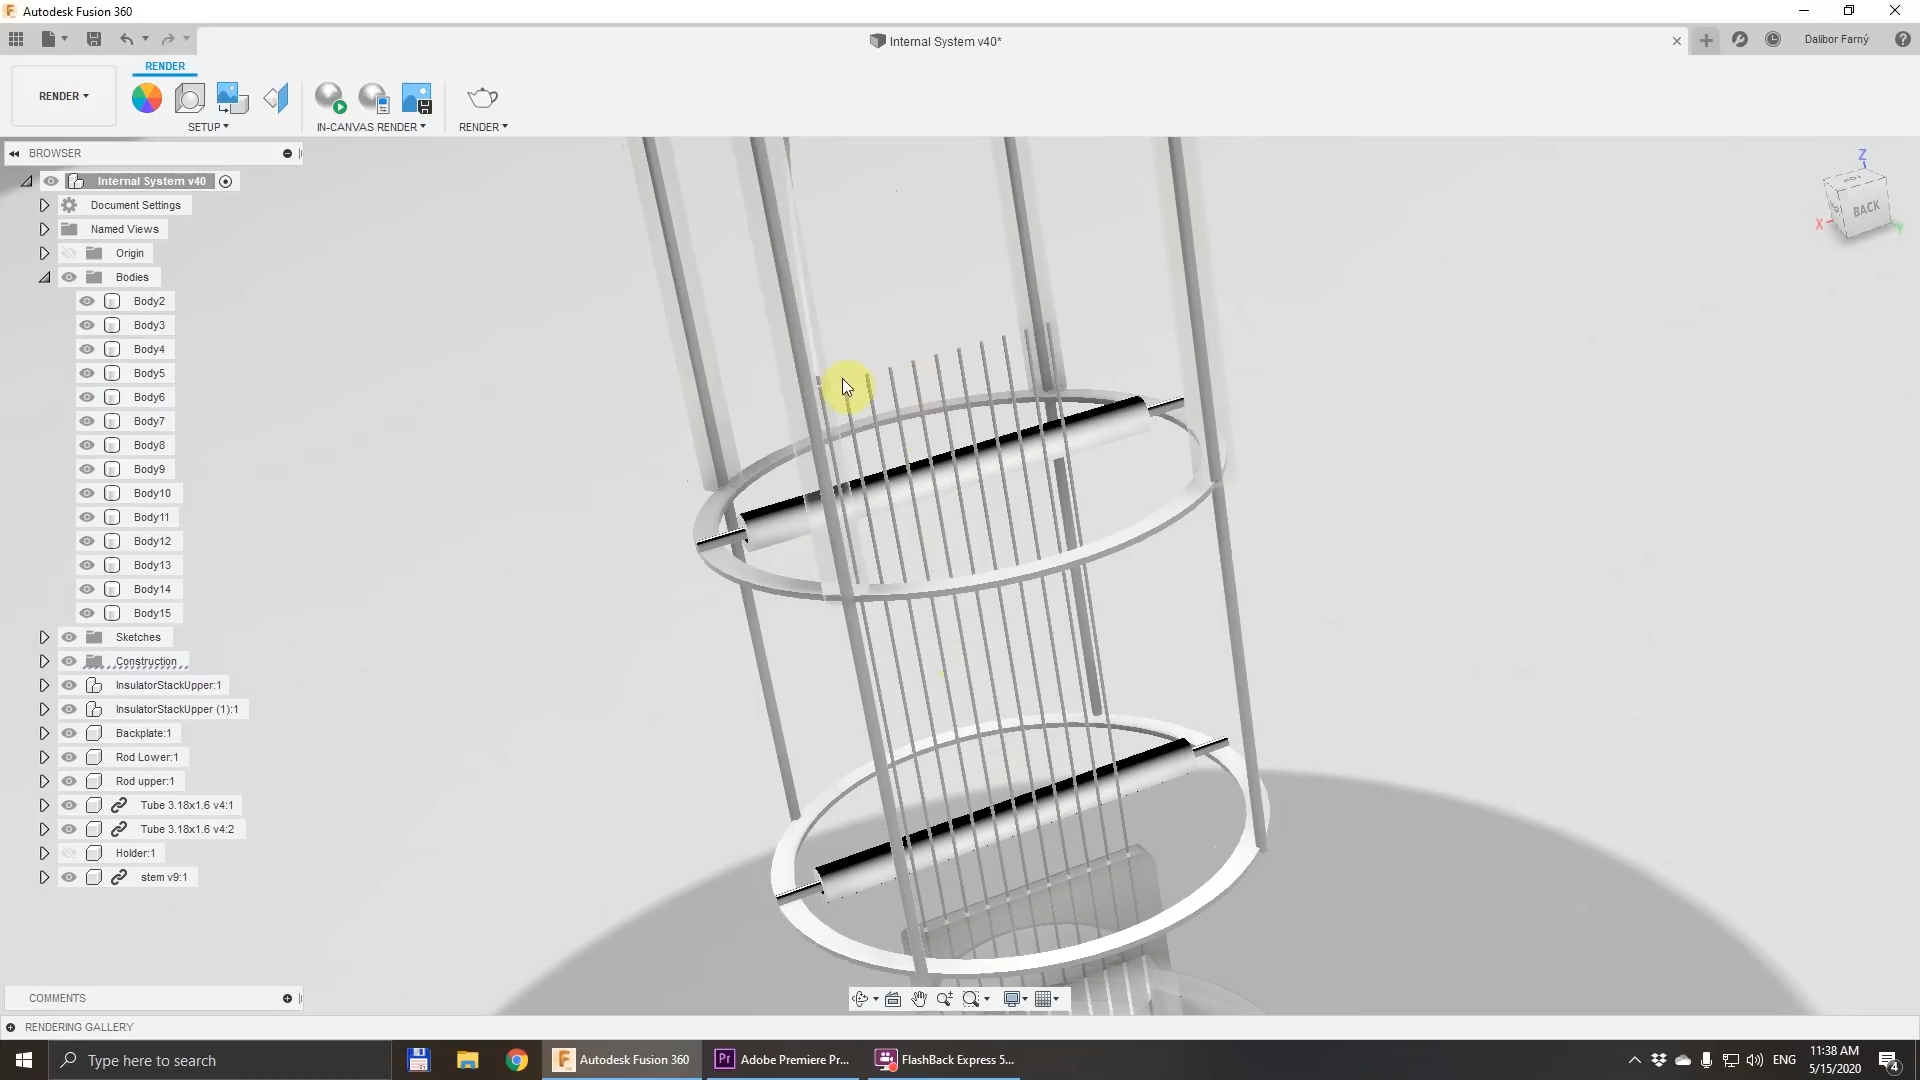 Autodesk Fusion 360
Internal System v40*
Dalibor Farný
RENDER
RENDER
SETUP
IN-CANVAS RENDER
RENDER
BROWSER
Internal System v40
Document Settings
Named Views
Origin
Bodies
Body2
Body3
Body4
Body5
Body6
Body7
Body8
Body9
Body10
Body11
Body12
Body13
Body14
Body15
Sketches
Construction
InsulatorStackUpper:1
InsulatorStackUpper (1):1
Backplate:1
Rod Lower:1
Rod upper:1
Tube 3.18x1.6 v4:1
Tube 3.18x1.6 v4:2
Holder:1
stem v9:1
Z
BACK
X
Y
COMMENTS
RENDERING GALLERY
Type here to search
Autodesk Fusion 360
Pr
Adobe Premiere Pr...
FlashBack Express 5...
ENG
11:38 AM
5/15/2020
4